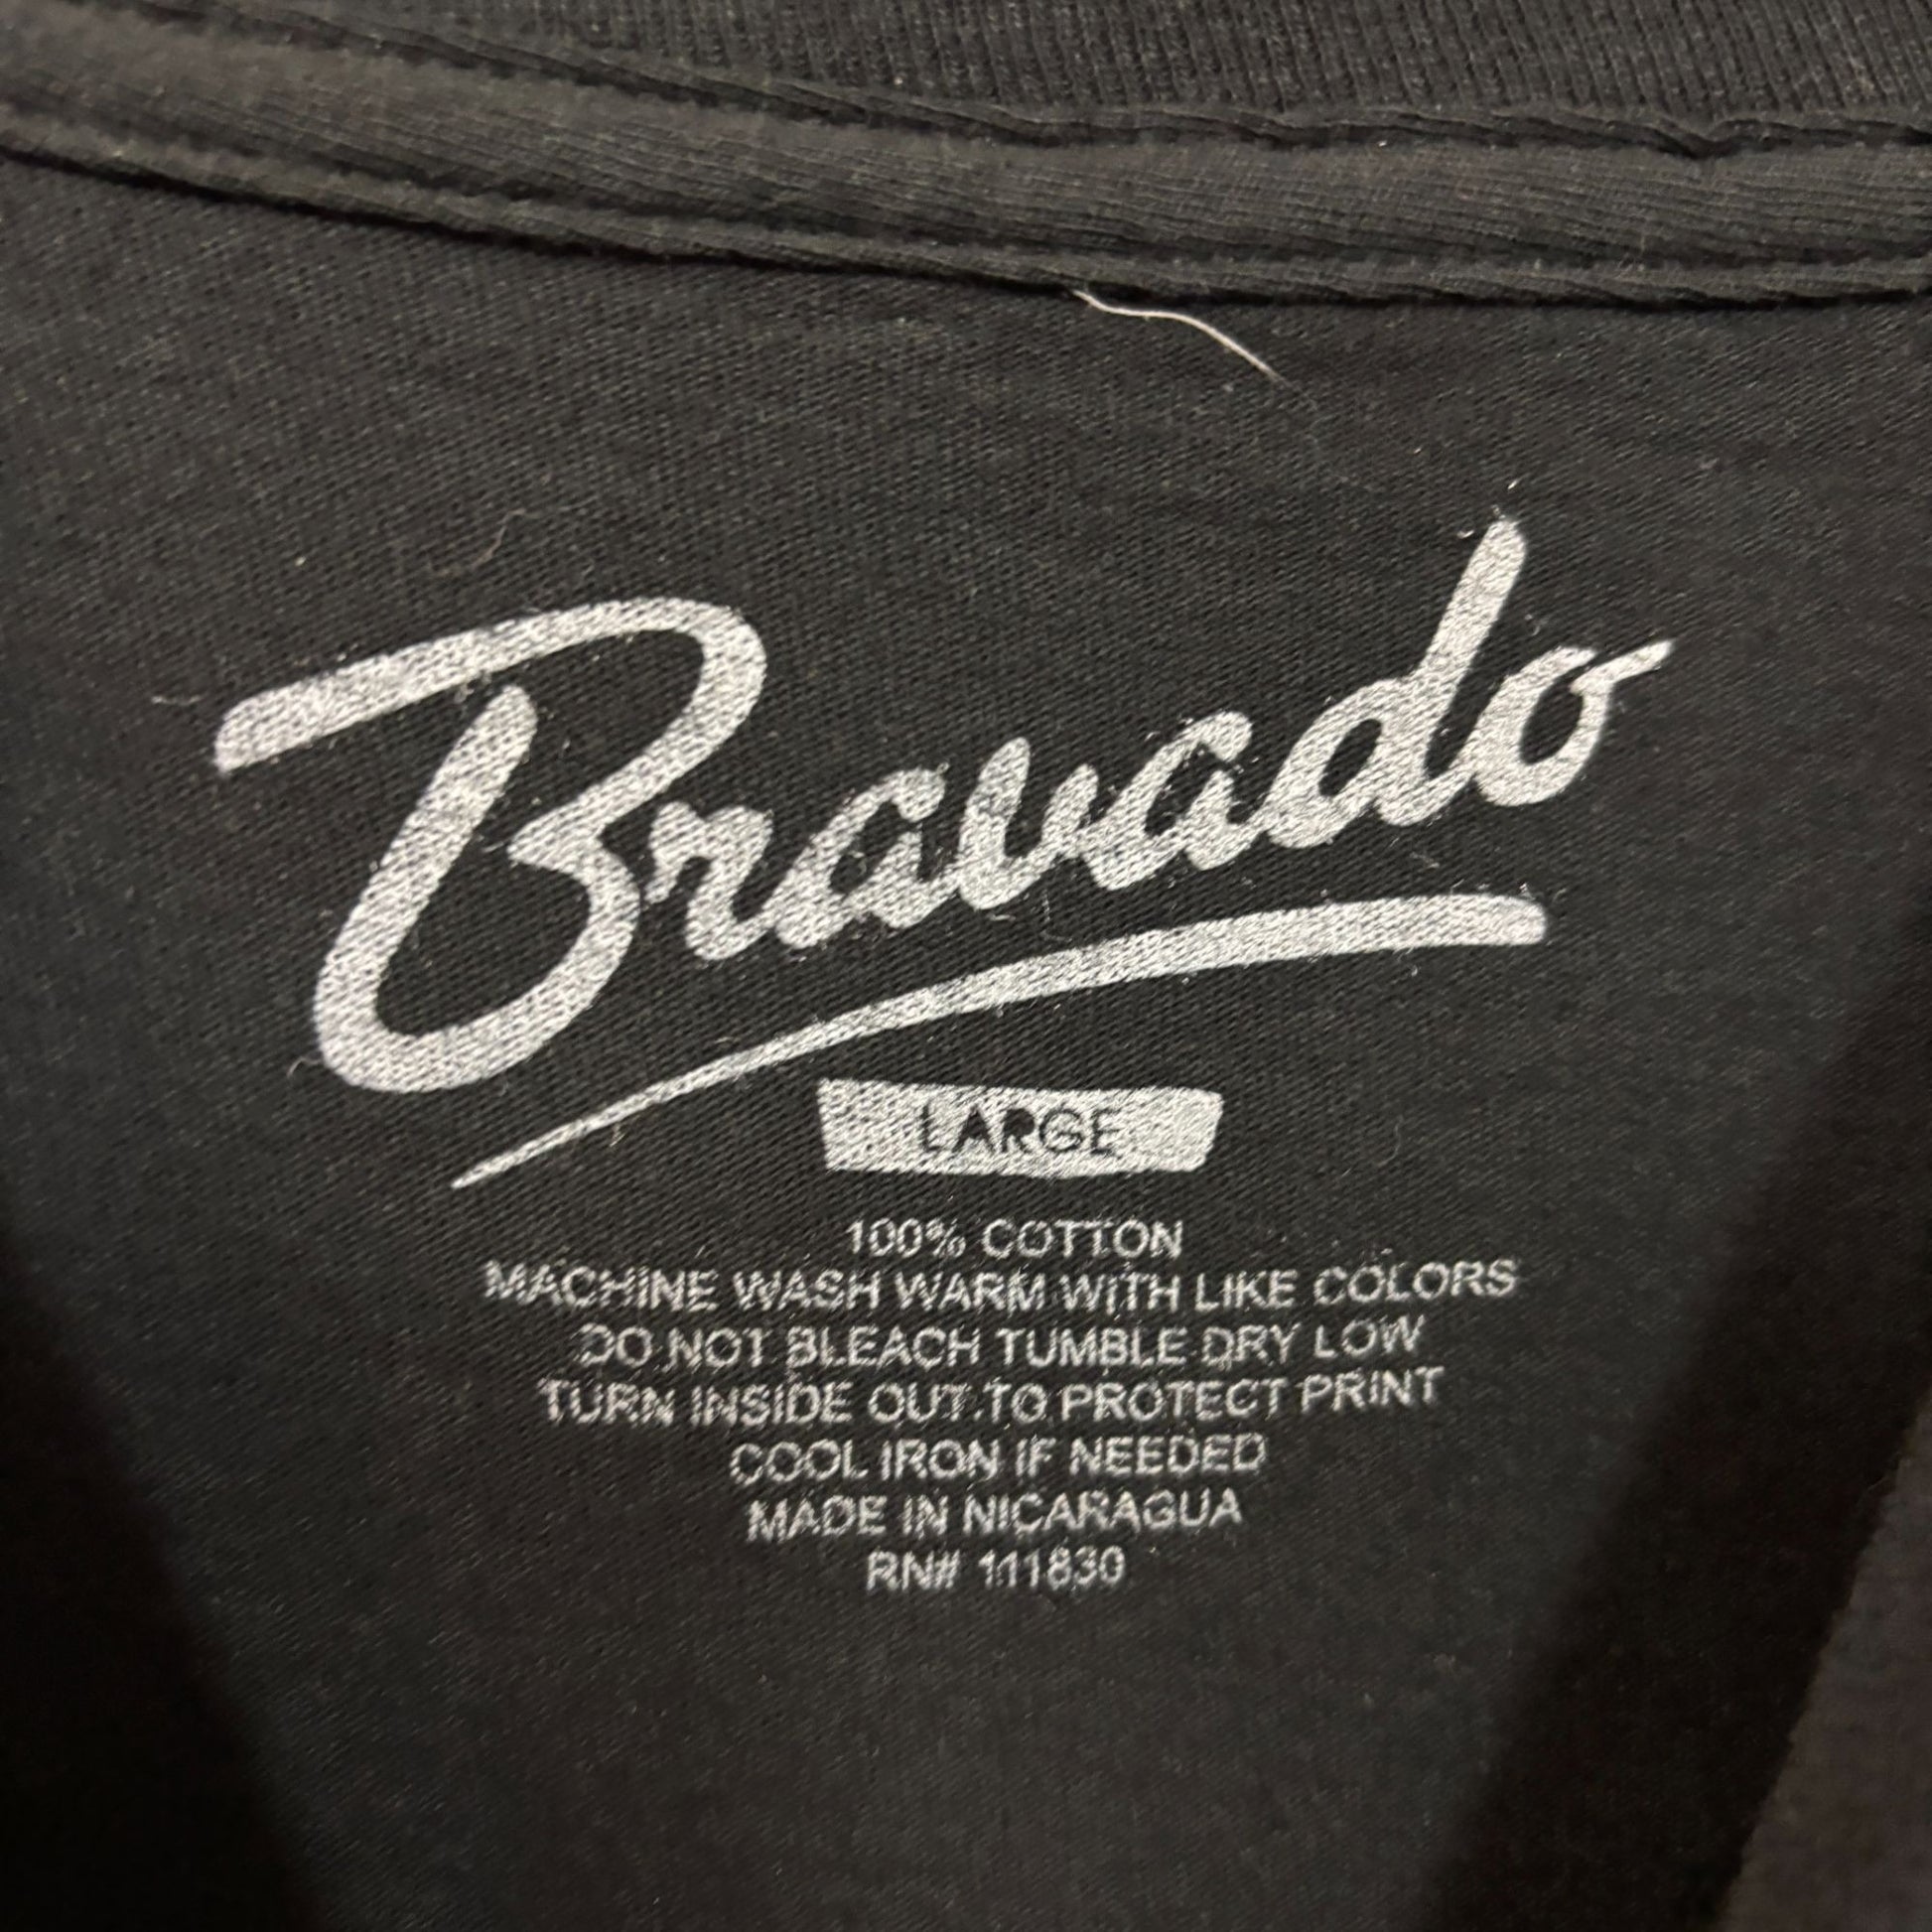 Bravado
LARGE
100% COTTON
MACHINE WASH WARM WITH LIKE COLORS
DO NOT BLEACH TUMBLE DRY LOW
TURN INSIDE OUT TO PROTECT PRINT
COOL IRON IF NEEDED
MADE IN NICARAGUA
RN# 111830